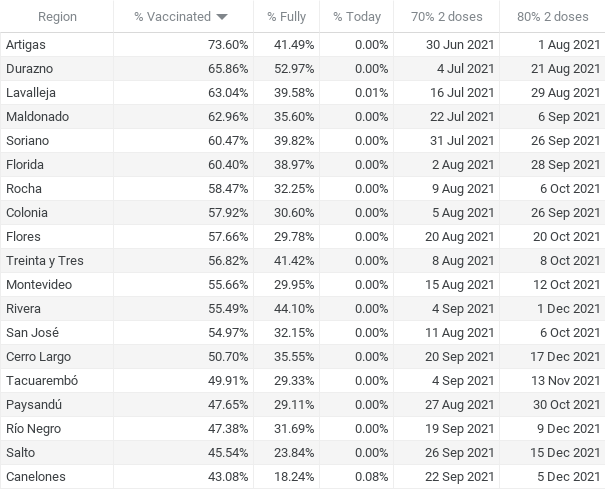 Region % Vaccinated % Fully % Today 70% 2 doses 80% 2 doses
Artigas 73.60% 41.49% 0.00% 30 Jun 2021 1 Aug 2021
Durazno 65.86% 52.97% 0.00% 4 Jul 2021 21 Aug 2021
Lavalleja 63.04% 39.58% 0.01% 16 Jul 2021 29 Aug 2021
Maldonado 62.96% 35.60% 0.00% 22 Jul 2021 6 Sep 2021
Soriano 60.47% 39.82% 0.00% 31 Jul 2021 26 Sep 2021
Florida 60.40% 38.97% 0.00% 2 Aug 2021 28 Sep 2021
Rocha 58.47% 32.25% 0.00% 9 Aug 2021 6 Oct 2021
Colonia 57.92% 30.60% 0.00% 5 Aug 2021 26 Sep 2021
Flores 57.66% 29.78% 0.00% 20 Aug 2021 20 Oct 2021
Treinta y Tres 56.82% 41.42% 0.00% 8 Aug 2021 8 Oct 2021
Montevideo 55.66% 29.95% 0.00% 15 Aug 2021 12 Oct 2021
Rivera 55.49% 44.10% 0.00% 4 Sep 2021 1 Dec 2021
San José 54.97% 32.15% 0.00% 11 Aug 2021 6 Oct 2021
Cerro Largo 50.70% 35.55% 0.00% 20 Sep 2021 17 Dec 2021
Tacuarembó 49.91% 29.33% 0.00% 4 Sep 2021 13 Nov 2021
Paysandú 47.65% 29.11% 0.00% 27 Aug 2021 30 Oct 2021
Río Negro 47.38% 31.69% 0.00% 19 Sep 2021 9 Dec 2021
Salto 45.54% 23.84% 0.00% 26 Sep 2021 15 Dec 2021
Canelones 43.08% 18.24% 0.08% 22 Sep 2021 5 Dec 2021